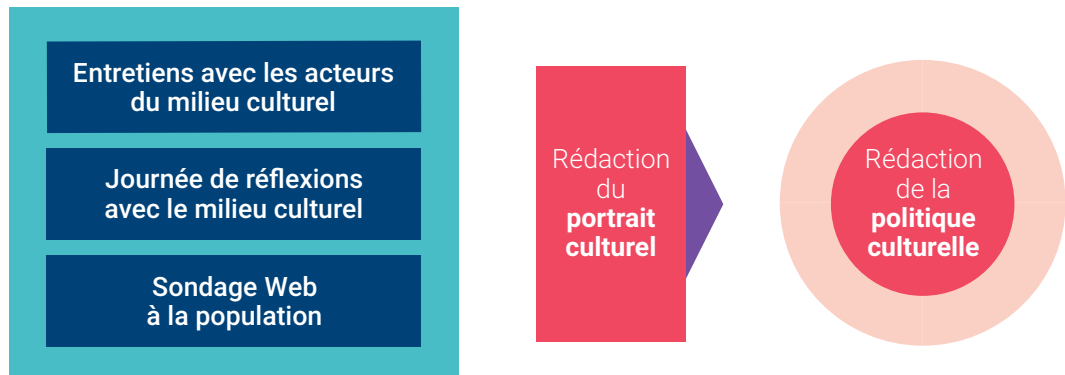 Entretiens avec les acteurs
du milieu culturel
Journée de réflexions
avec le milieu culturel
Sondage Web
à la population
Rédaction
du
portrait
culturel
Rédaction
de la
politique
culturelle